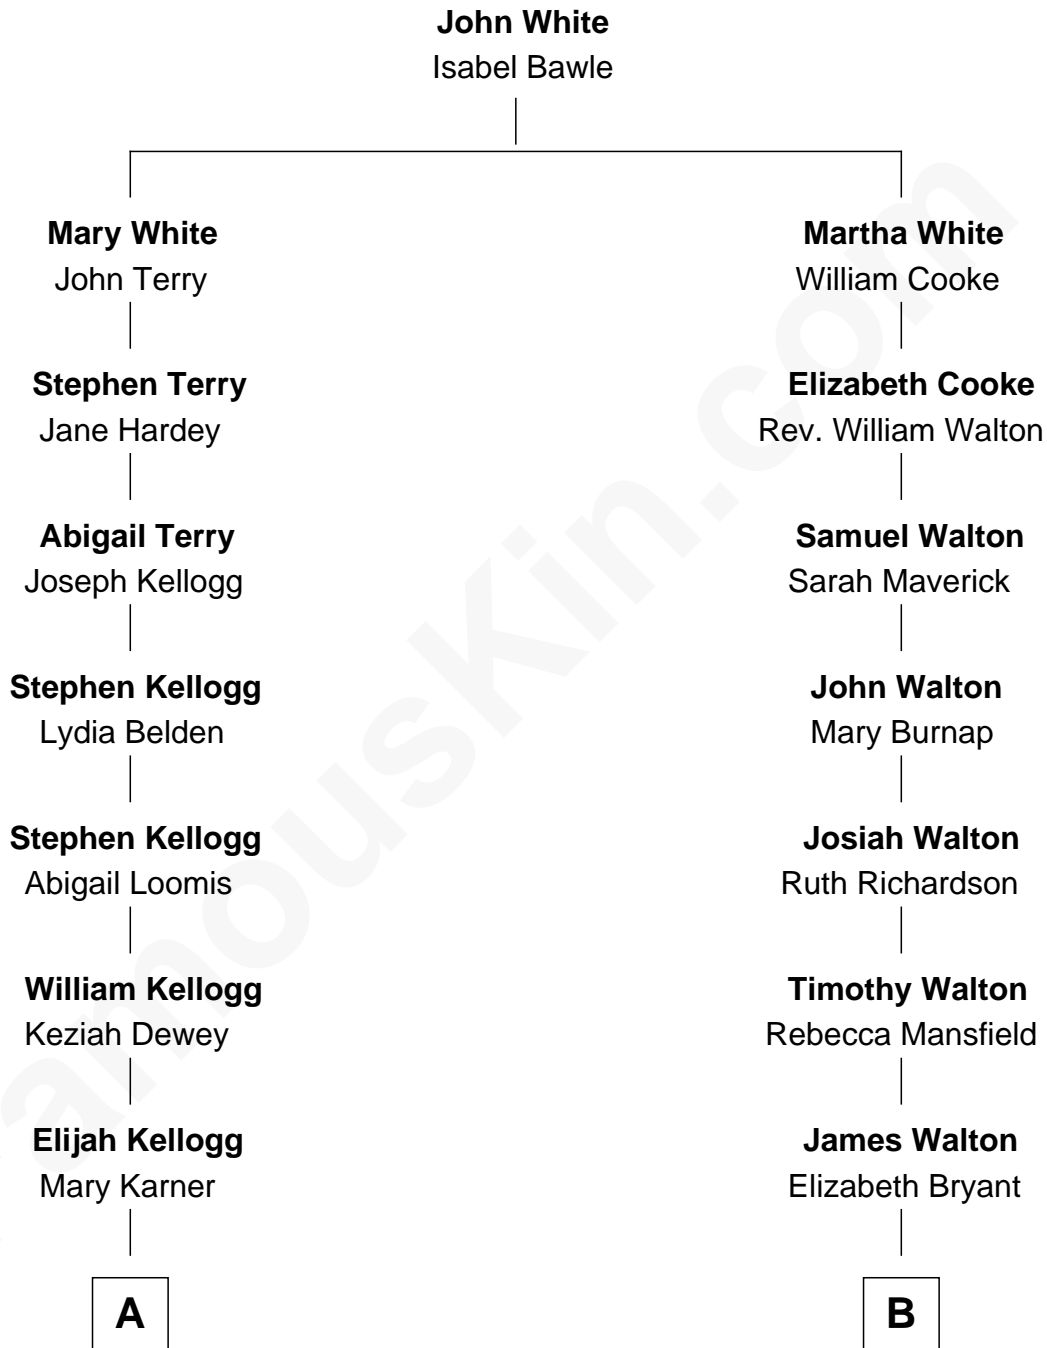 John White
Isabel Bawle
Mary White
John Terry
Martha White
William Cooke
Stephen Terry
Jane Hardey
Elizabeth Cooke
Rev. William Walton
Abigail Terry
Joseph Kellogg
Samuel Walton
Sarah Maverick
Stephen Kellogg
Lydia Belden
John Walton
Mary Burnap
Stephen Kellogg
Abigail Loomis
Josiah Walton
Ruth Richardson
William Kellogg
Keziah Dewey
Timothy Walton
Rebecca Mansfield
Elijah Kellogg
Mary Karner
James Walton
Elizabeth Bryant
A
B
amousKin.com